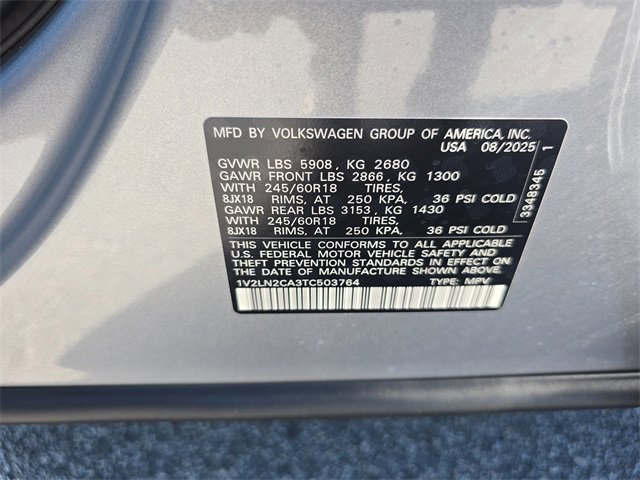 MFD BY VOLKSWAGEN GROUP OF AMERICA, INC.
USA 08/2025
GVWR LBS 5908, KG 2680
GAWR FRONT LBS 2866, KG 1300
WITH 245/60R18 TIRES,
8JX18 RIMS, AT 250 KPA, 36 PSI COLD
GAWR REAR LBS 3153, KG 1430
WITH 245/60R18 TIRES,
8JX18 RIMS, AT 250 KPA, 36 PSI COLD
THIS VEHICLE CONFORMS TO ALL APPLICABLE
U.S. FEDERAL MOTOR VEHICLE SAFETY AND
THEFT PREVENTION STANDARDS IN EFFECT
ON THE DATE OF MANUFACTURE SHOWN ABOVE.
1V2LN2CA3TC503764 TYPE: MPV
3348345 1